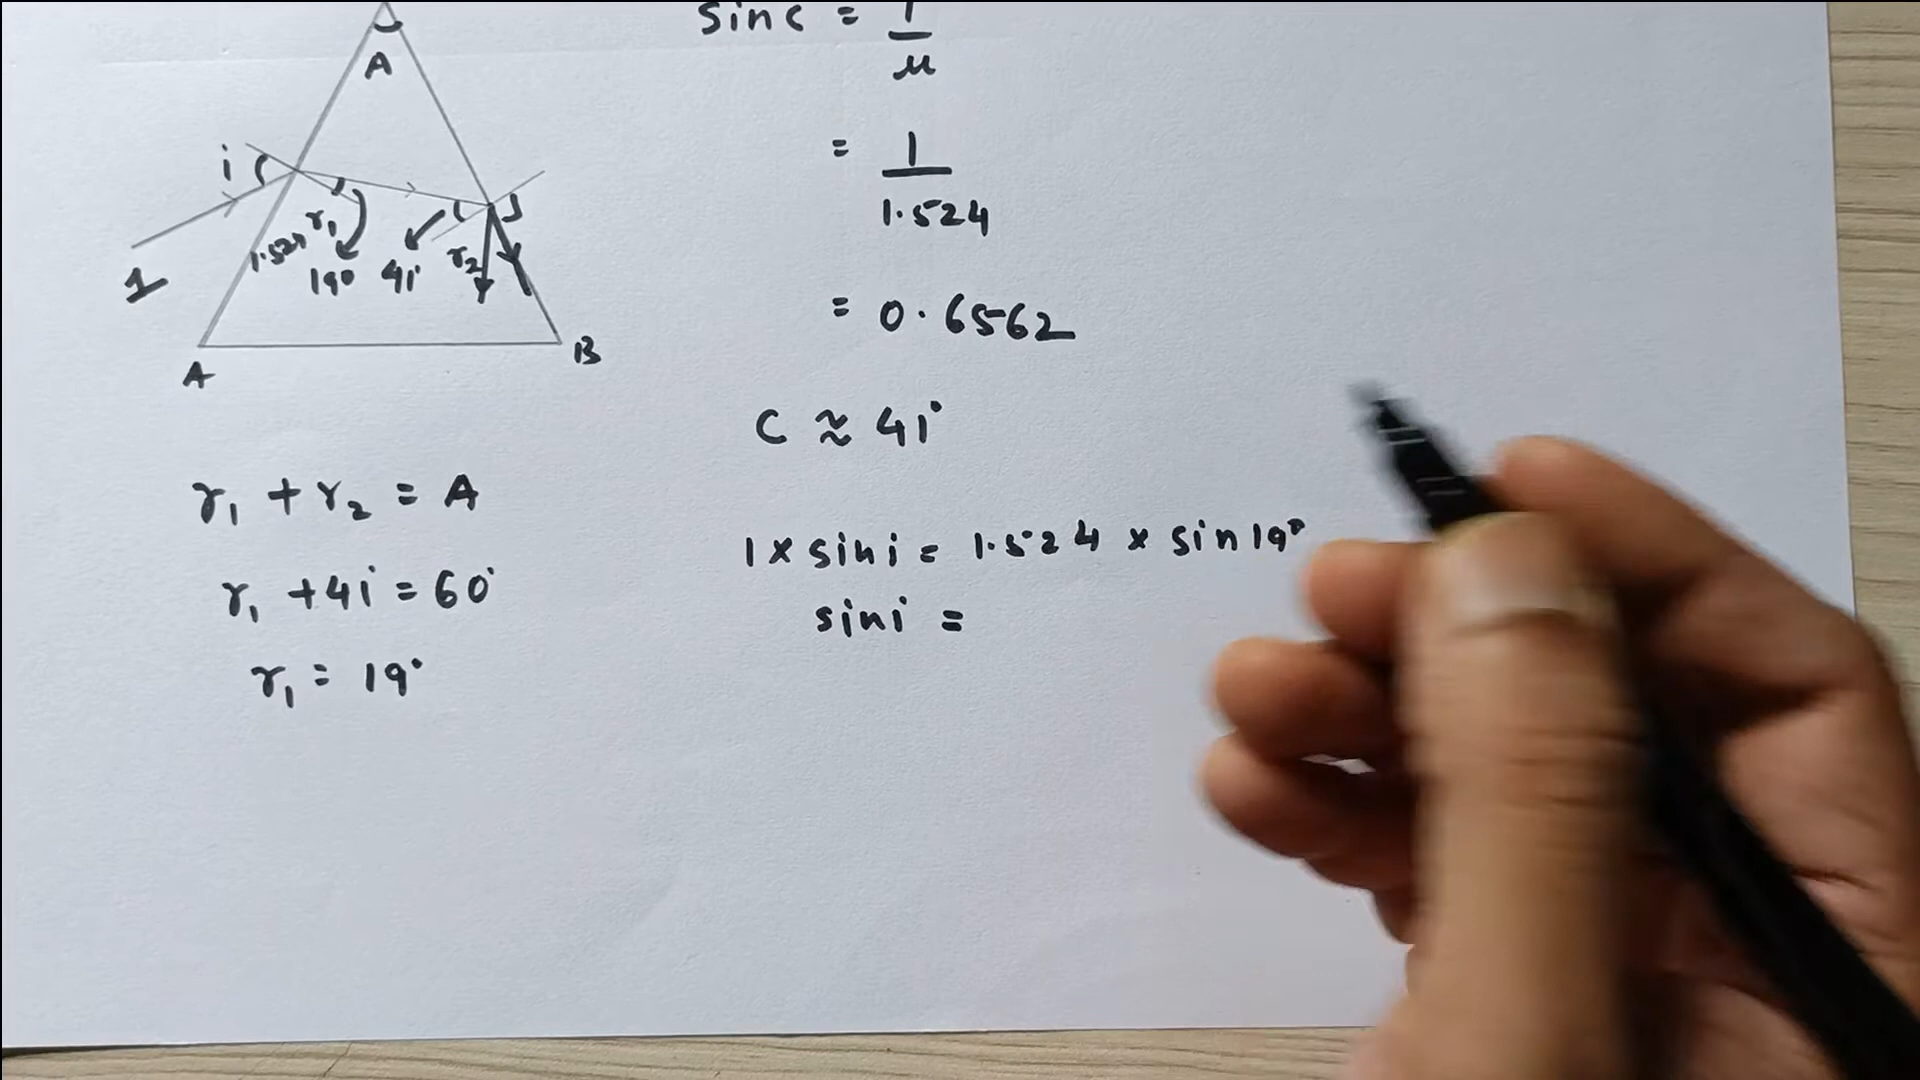 A
i
r₁
1.524
19°
41°
r₂
1
A
B
r₁ + r₂ = A
r₁ + 41° = 60°
r₁ = 19°
sin c = 1/μ
= 1/1.524
= 0.6562
C ≈ 41°
1 × sin i = 1.524 × sin 19°
sin i =